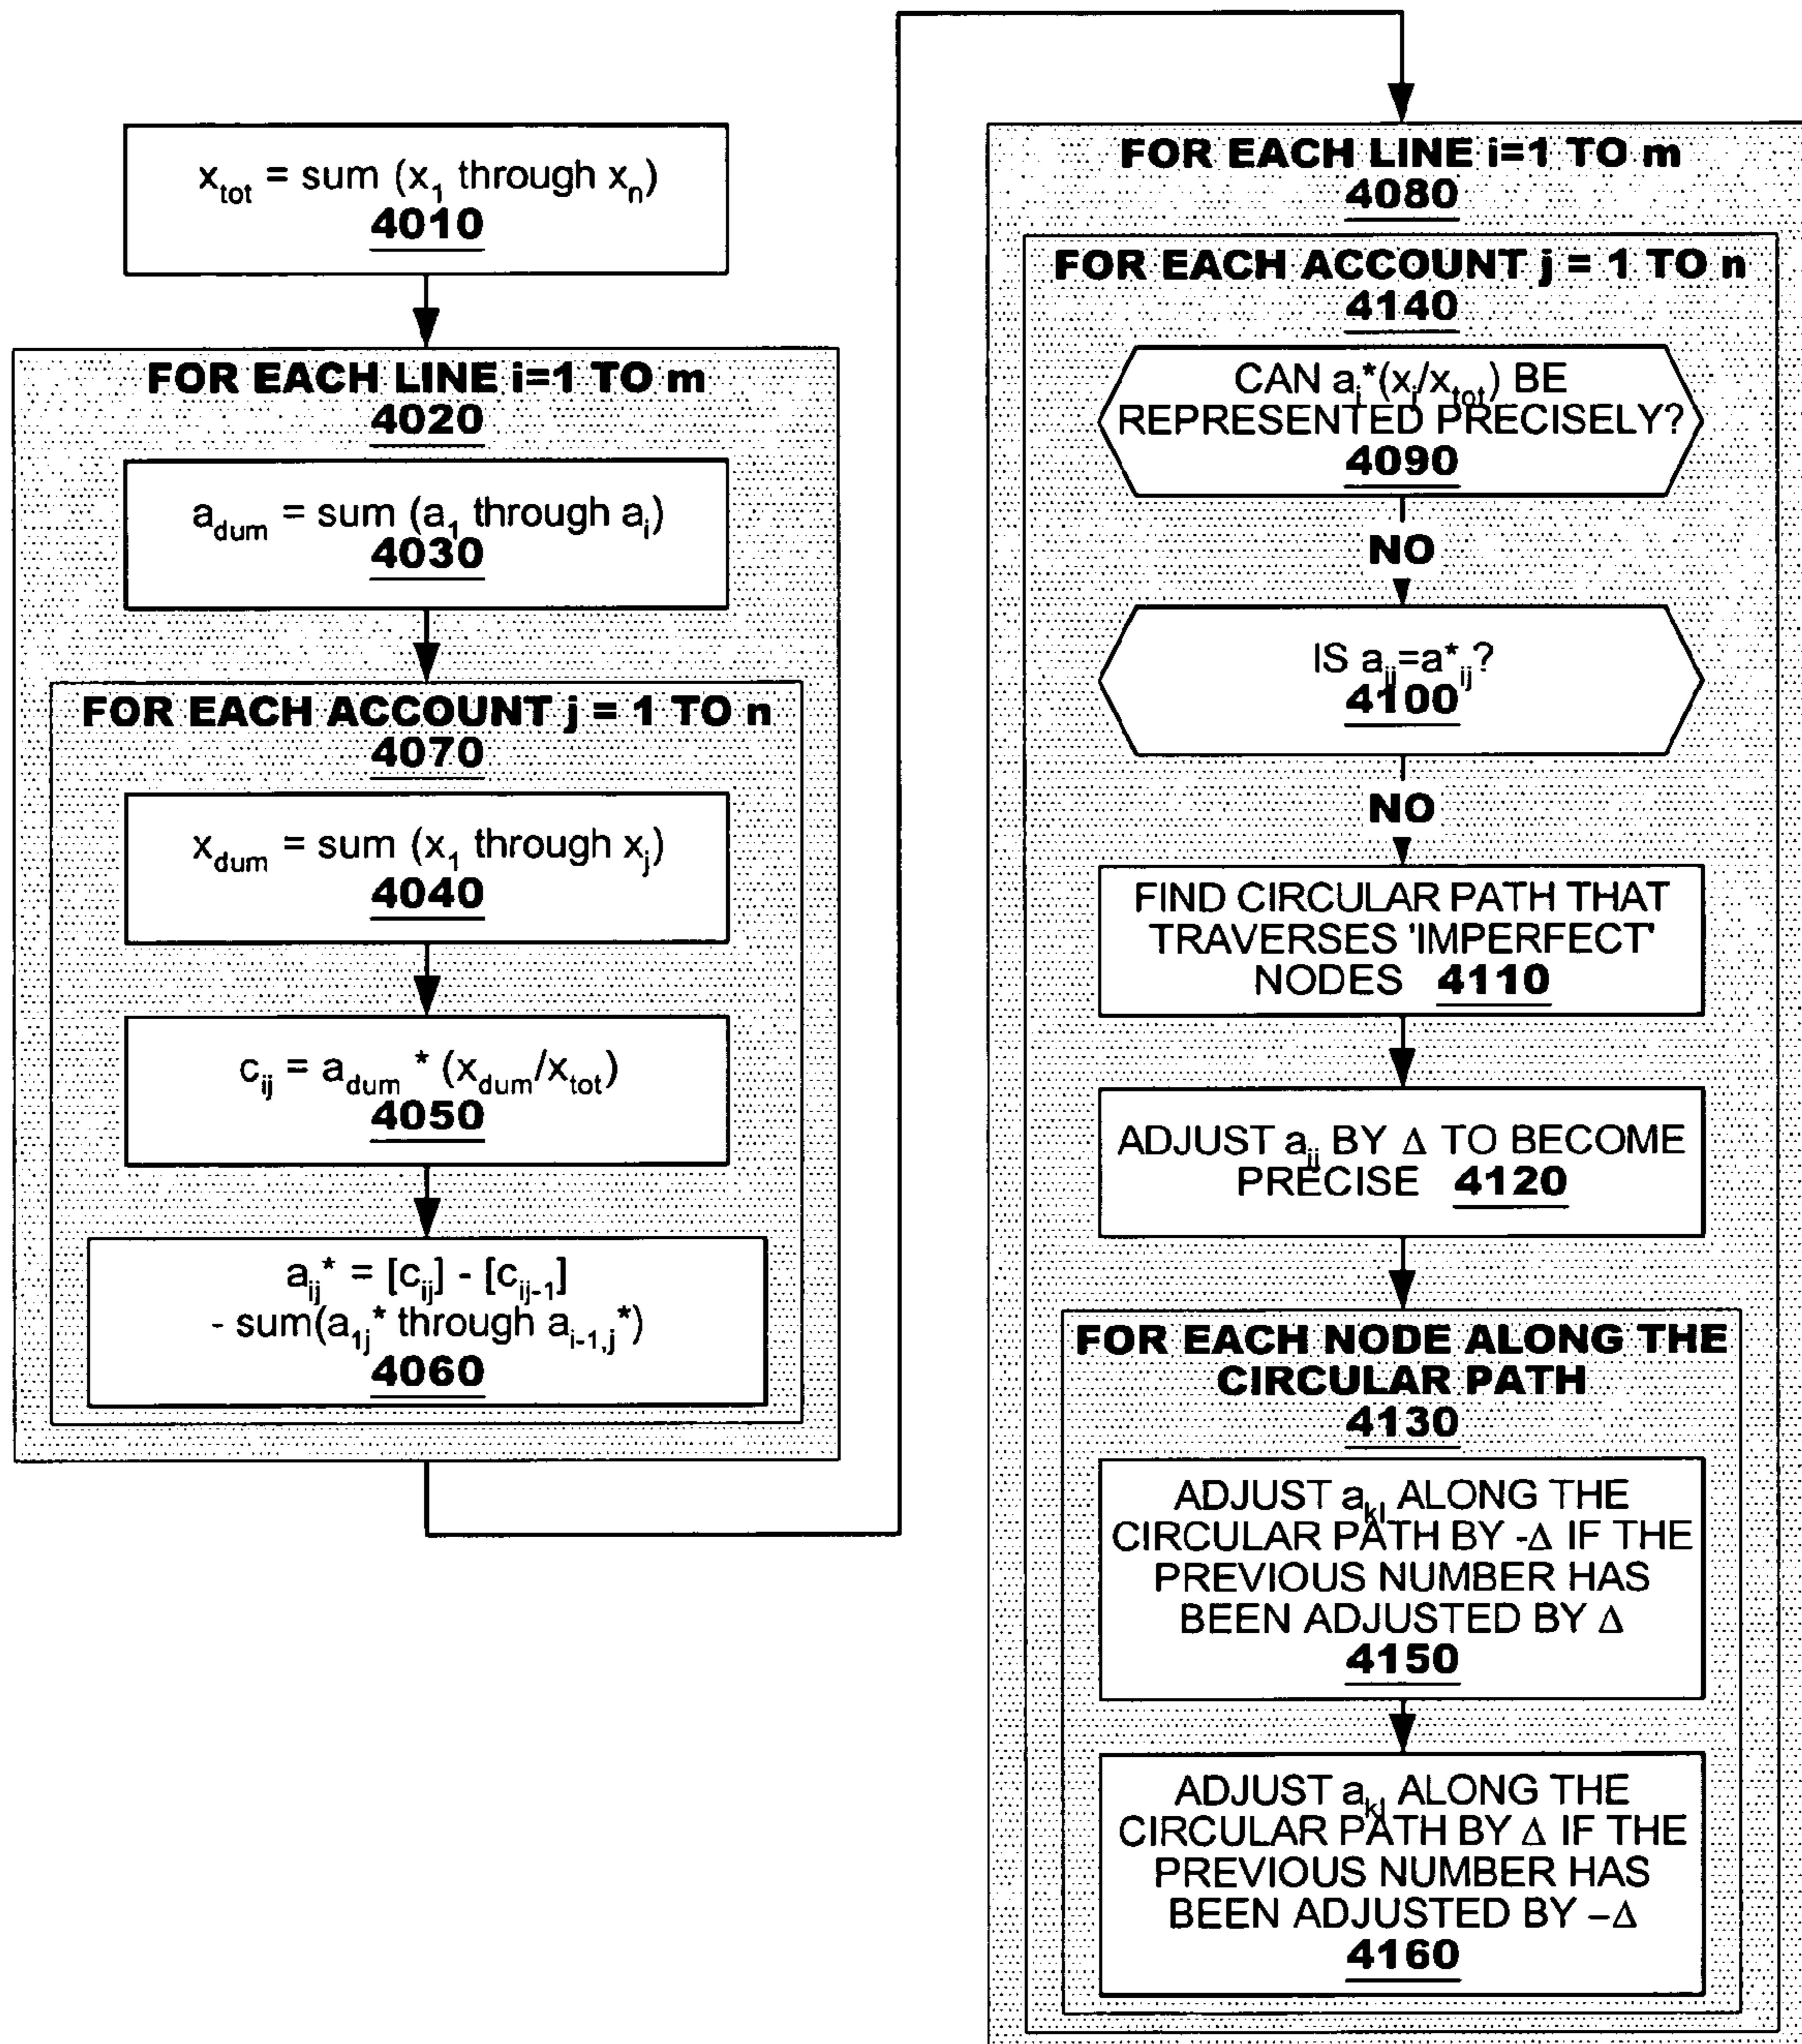 x_tot = sum (x_1 through x_n)
4010
FOR EACH LINE i=1 TO m
4020
a_dum = sum (a_1 through a_i)
4030
FOR EACH ACCOUNT j = 1 TO n
4070
x_dum = sum (x_1 through x_j)
4040
c_ij = a_dum * (x_dum/x_tot)
4050
a_ij* = [c_ij] - [c_ij-1]
- sum(a_1j* through a_i-1,j*)
4060
FOR EACH LINE i=1 TO m
4080
FOR EACH ACCOUNT j = 1 TO n
4140
CAN a_i*(x_j/x_tot) BE
REPRESENTED PRECISELY?
4090
NO
IS a_ij=a*_ij?
4100
NO
FIND CIRCULAR PATH THAT
TRAVERSES 'IMPERFECT'
NODES 4110
ADJUST a_ij BY Δ TO BECOME
PRECISE 4120
FOR EACH NODE ALONG THE
CIRCULAR PATH
4130
ADJUST a_kl ALONG THE
CIRCULAR PATH BY -Δ IF THE
PREVIOUS NUMBER HAS
BEEN ADJUSTED BY Δ
4150
ADJUST a_kl ALONG THE
CIRCULAR PATH BY Δ IF THE
PREVIOUS NUMBER HAS
BEEN ADJUSTED BY –Δ
4160